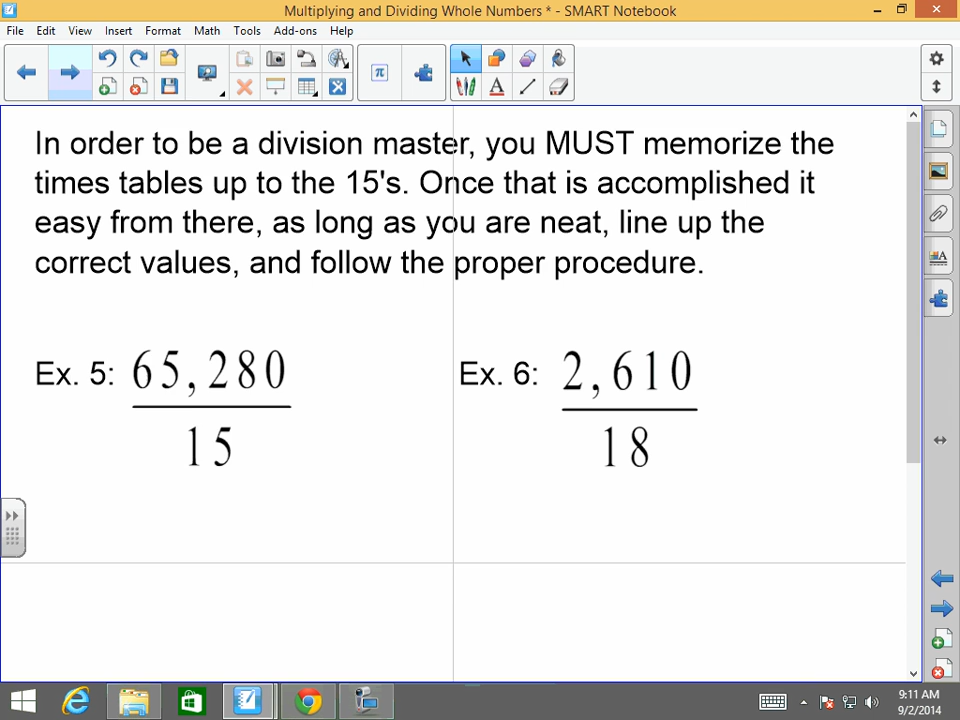 Multiplying and Dividing Whole Numbers * - SMART Notebook
File Edit View Insert Format Math Tools Add-ons Help
π
A
In order to be a division master, you MUST memorize the
times tables up to the 15's. Once that is accomplished it
easy from there, as long as you are neat, line up the
correct values, and follow the proper procedure.
Ex. 5: 65,280
15
Ex. 6: 2,610
18
9:11 AM
9/2/2014